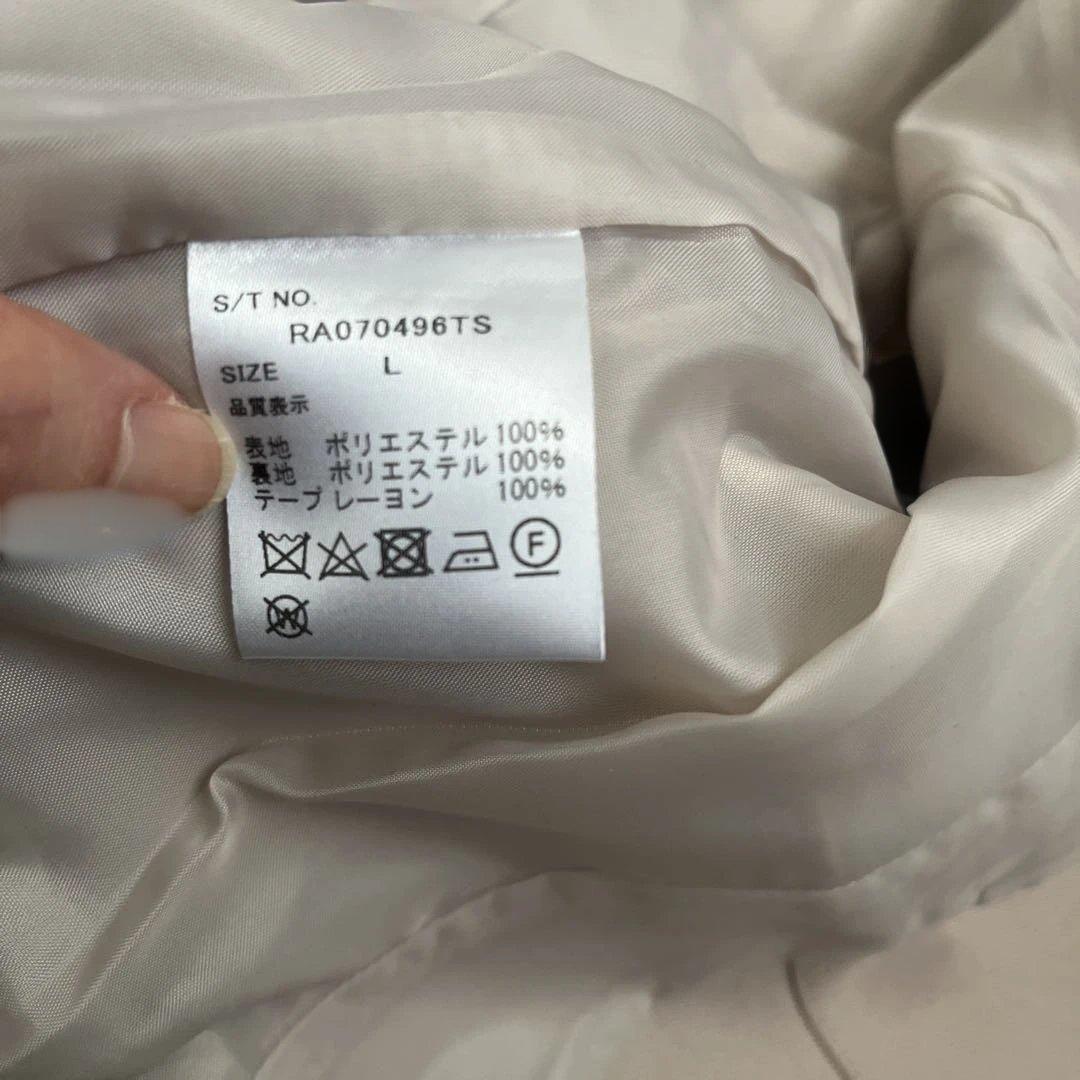 S/T NO.
RA070496TS
SIZE L
品質表示
表地 ポリエステル 100%
裏地 ポリエステル 100%
テープ レーヨン 100%
F
W